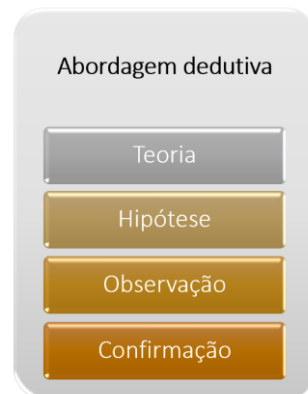 Abordagem dedutiva
Teoria
Hipótese
Observação
Confirmação